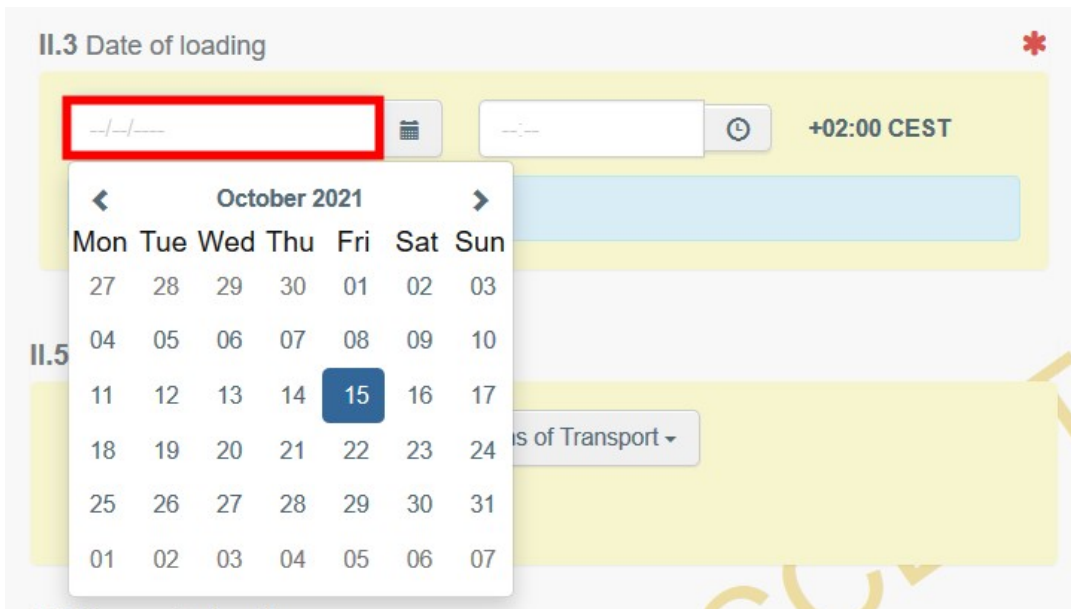 II.3 Date of loading *
--/--/---- --:-- +02:00 CEST
October 2021
Mon Tue Wed Thu Fri Sat Sun
27 28 29 30 01 02 03
04 05 06 07 08 09 10
II.5
11 12 13 14 15 16 17
s of Transport
18 19 20 21 22 23 24
25 26 27 28 29 30 31
01 02 03 04 05 06 07